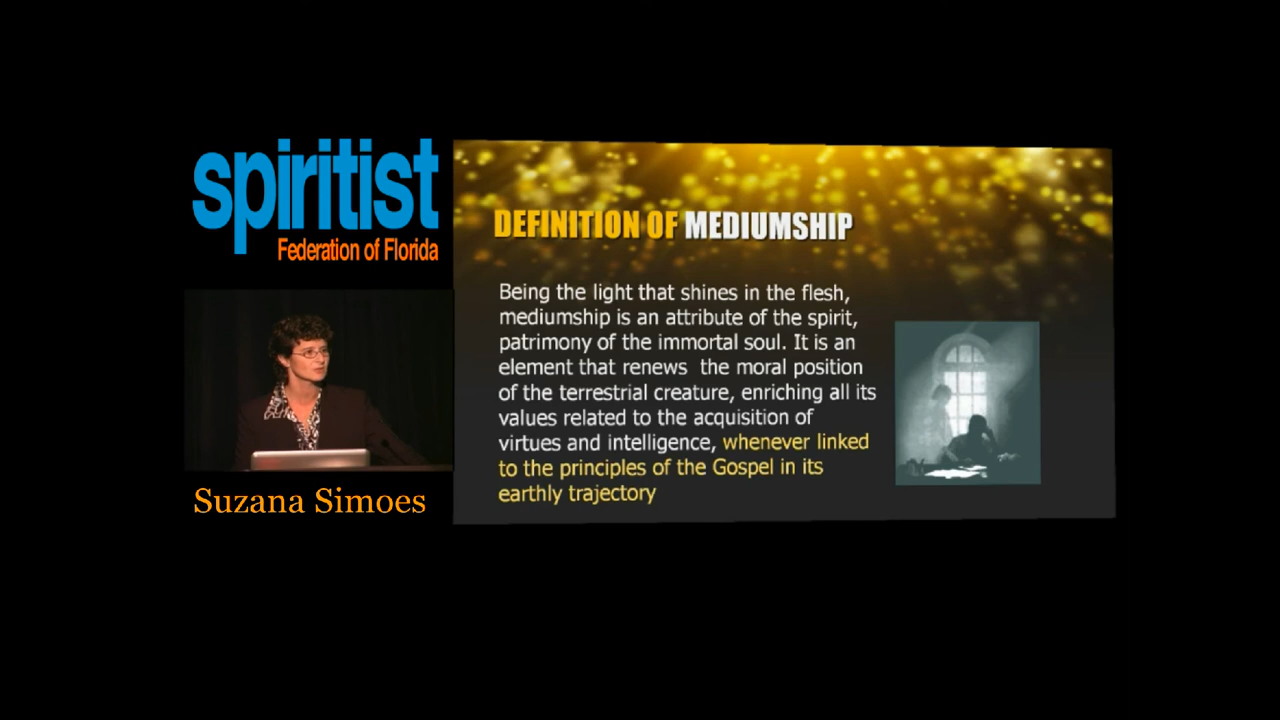 spiritist
Federation of Florida
Suzana Simoes
DEFINITION OF MEDIUMSHIP
Being the light that shines in the flesh,
mediumship is an attribute of the spirit,
patrimony of the immortal soul. It is an
element that renews the moral position
of the terrestrial creature, enriching all its
values related to the acquisition of
virtues and intelligence, whenever linked
to the principles of the Gospel in its
earthly trajectory